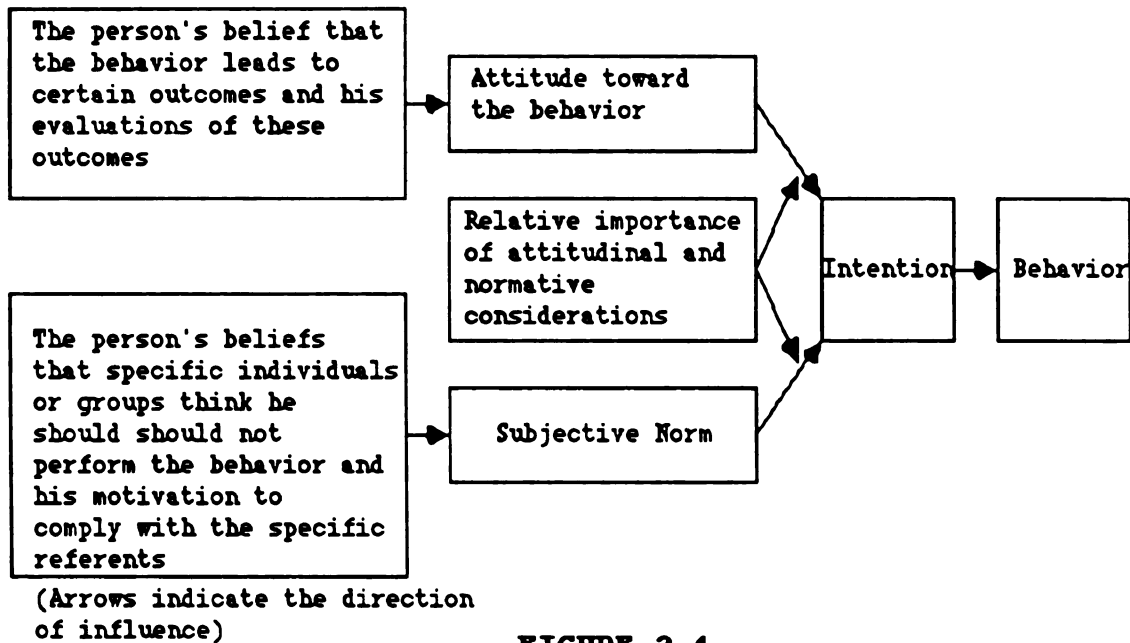 The person's belief that
the behavior leads to
certain outcomes and his
evaluations of these
outcomes
Attitude toward
the behavior
Relative importance
of attitudinal and
normative
considerations
Intention
Behavior
The person's beliefs
that specific individuals
or groups think he
should should not
perform the behavior and
his motivation to
comply with the specific
referents
Subjective Norm
(Arrows indicate the direction
of influence)
FIGURE